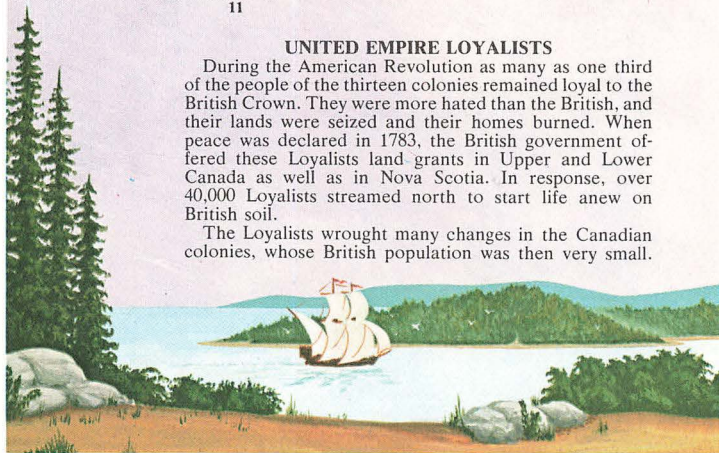 11
UNITED EMPIRE LOYALISTS
During the American Revolution as many as one third
of the people of the thirteen colonies remained loyal to the
British Crown. They were more hated than the British, and
their lands were seized and their homes burned. When
peace was declared in 1783, the British government of-
fered these Loyalists land grants in Upper and Lower
Canada as well as in Nova Scotia. In response, over
40,000 Loyalists streamed north to start life anew on
British soil.
The Loyalists wrought many changes in the Canadian
colonies, whose British population was then very small.